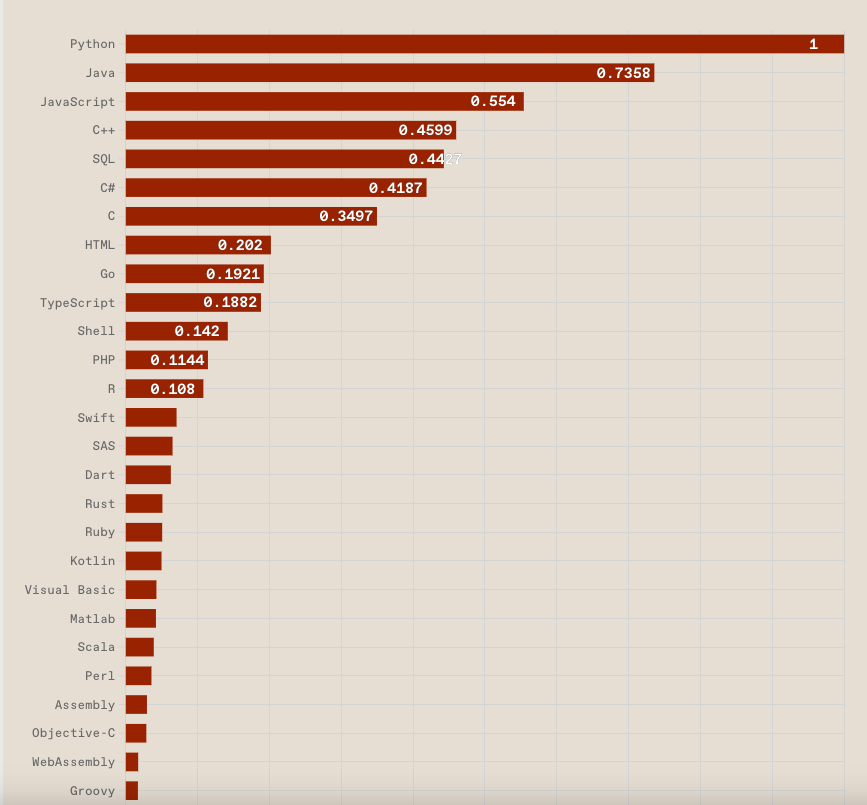 Python 1
Java 0.7358
JavaScript 0.554
C++ 0.4599
SQL 0.4427
C# 0.4187
C 0.3497
HTML 0.202
Go 0.1921
TypeScript 0.1882
Shell 0.142
PHP 0.1144
R 0.108
Swift
SAS
Dart
Rust
Ruby
Kotlin
Visual Basic
Matlab
Scala
Perl
Assembly
Objective-C
WebAssembly
Groovy